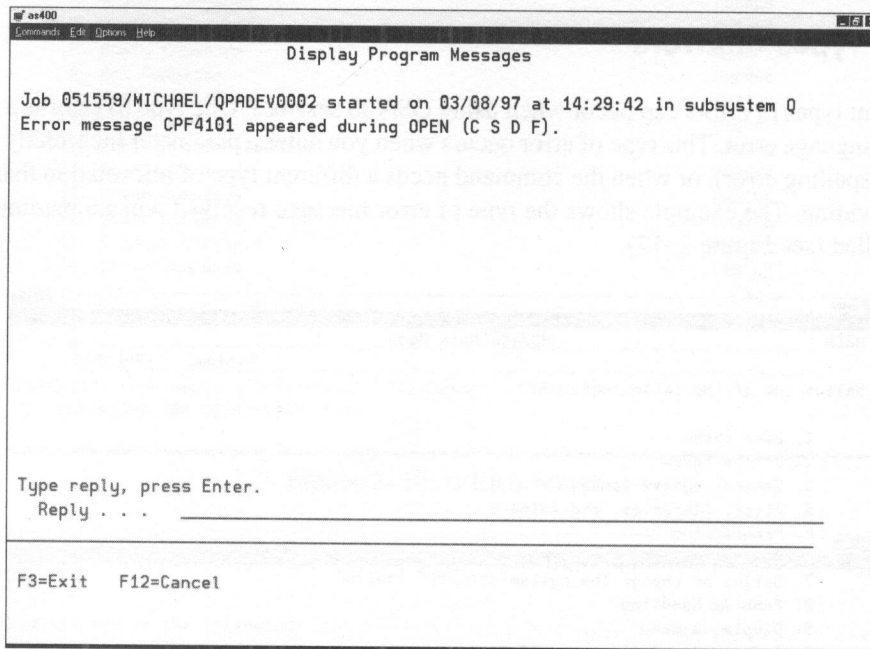 as400
Commands Edit Options Help
Display Program Messages
Job 051559/MICHAEL/QPADEV0002 started on 03/08/97 at 14:29:42 in subsystem Q
Error message CPF4101 appeared during OPEN (C S D F).
Type reply, press Enter.
Reply . . .
F3=Exit F12=Cancel